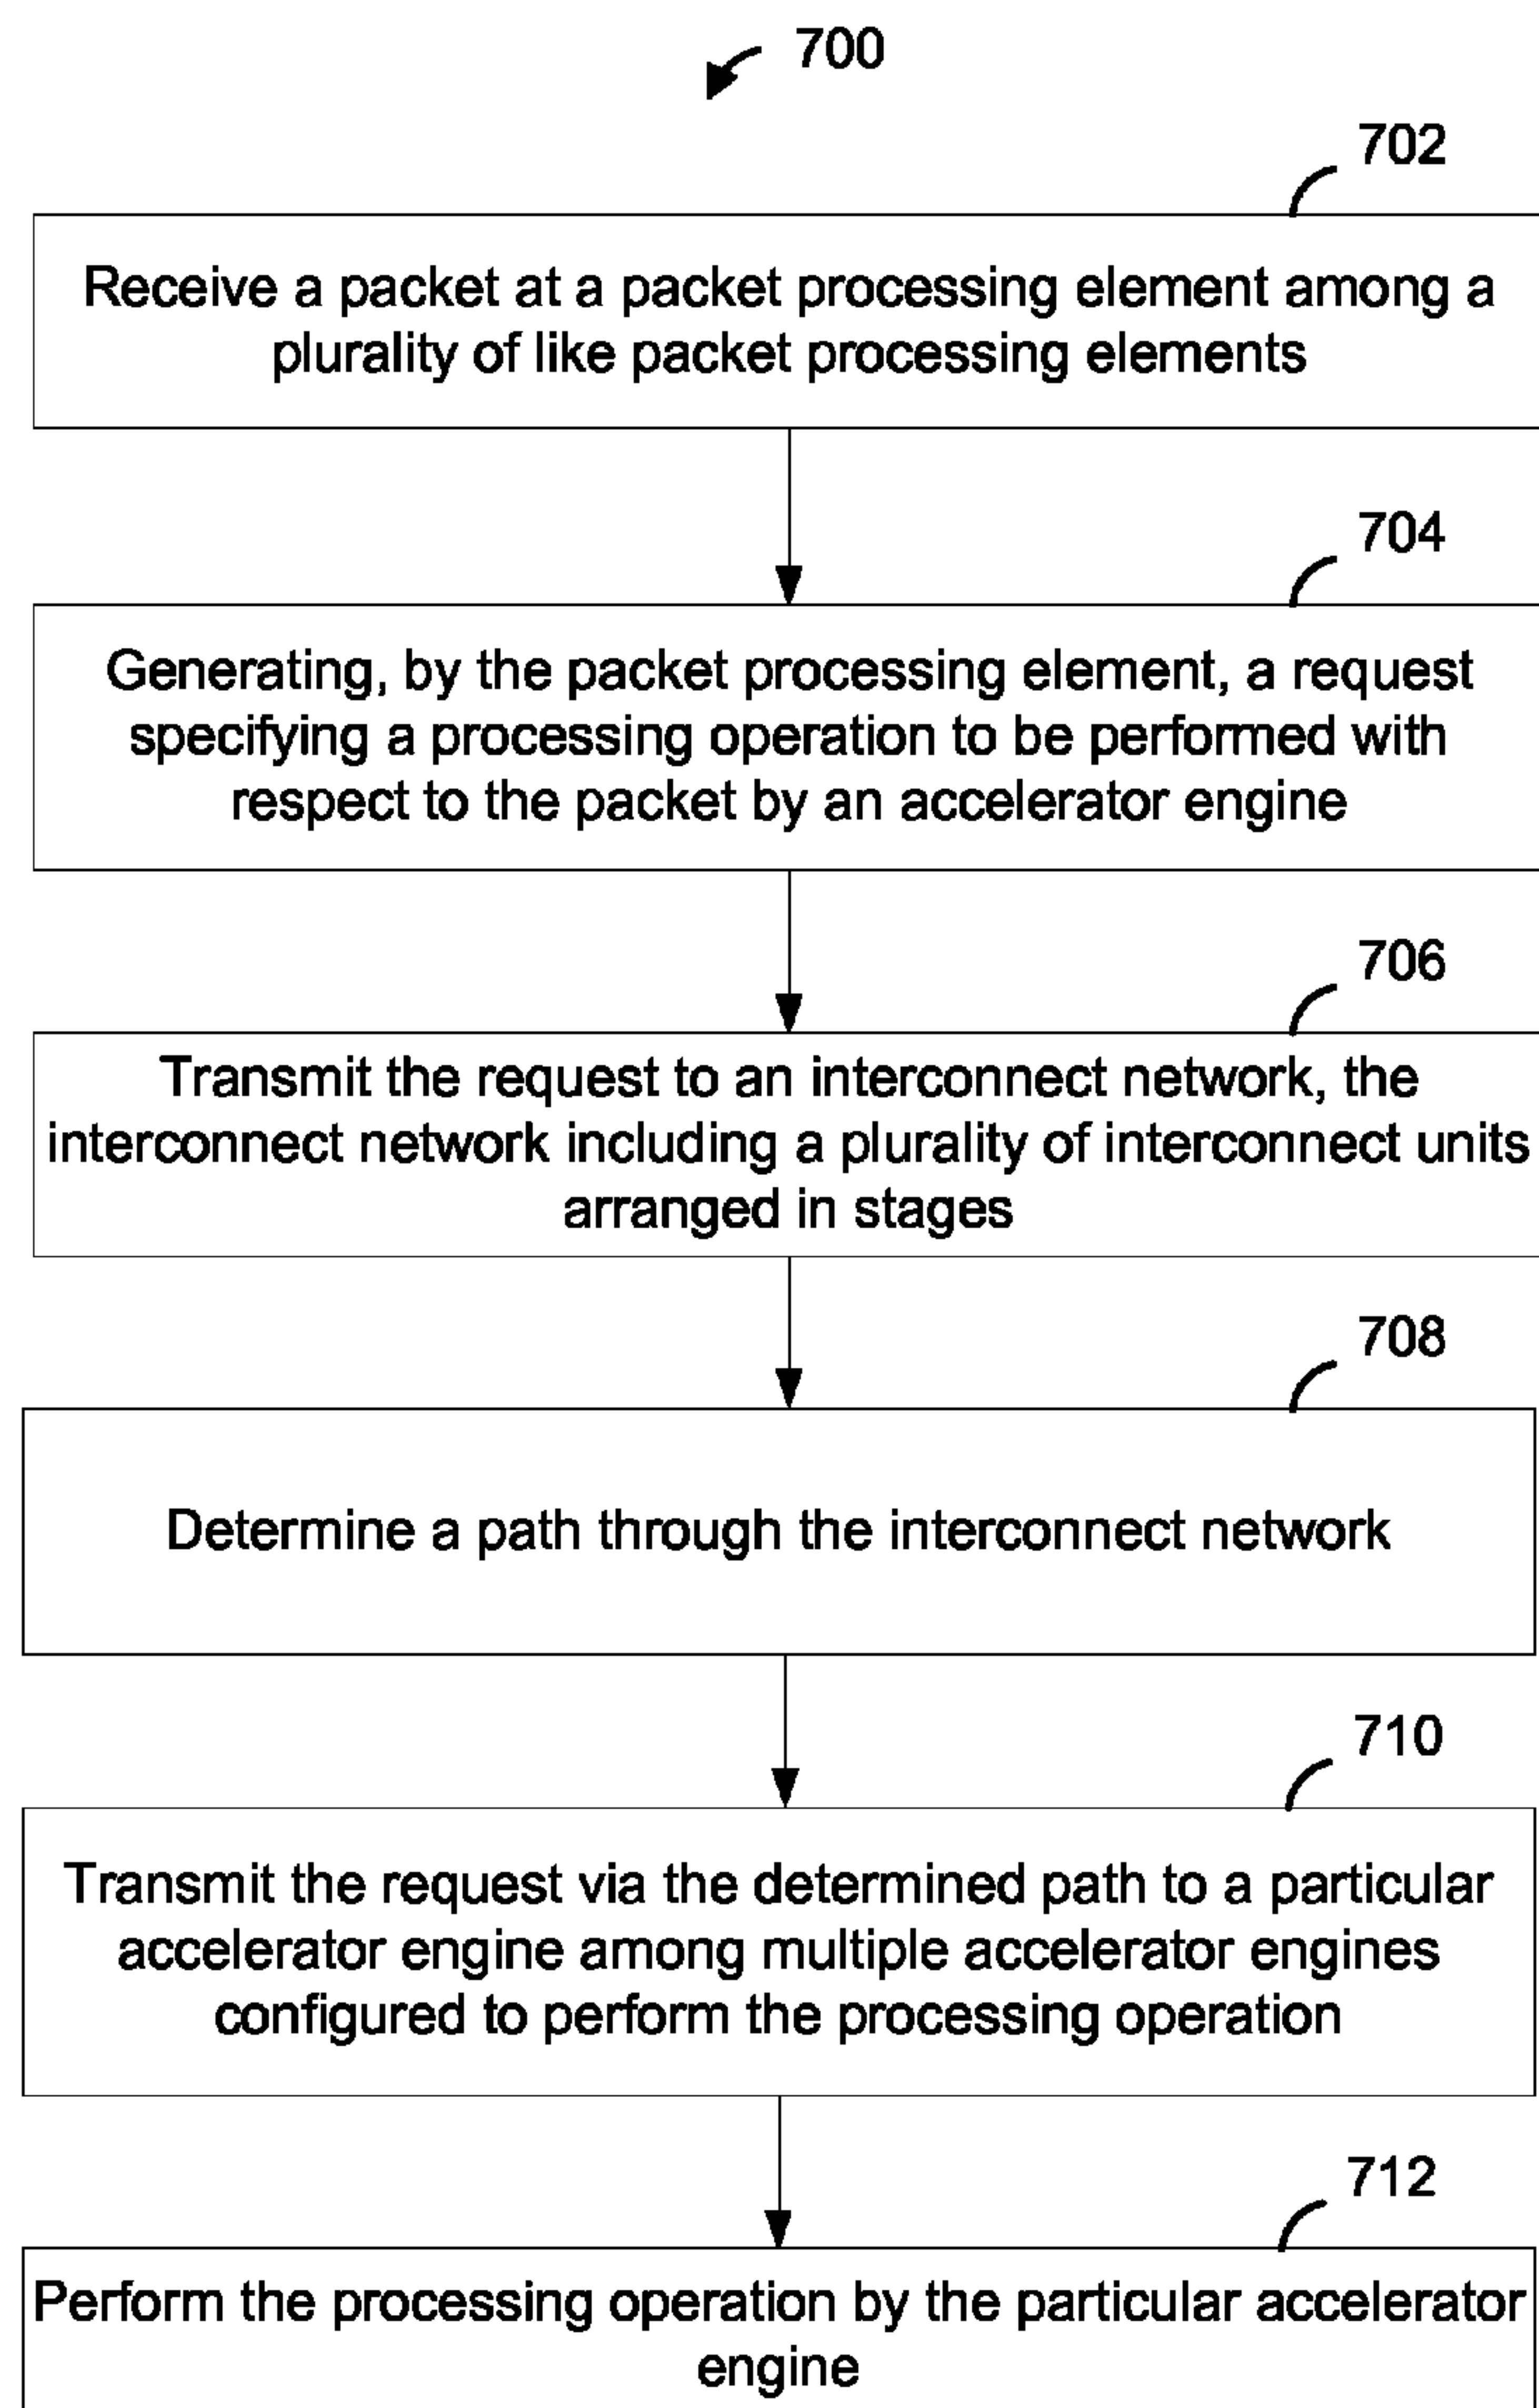 700
702
Receive a packet at a packet processing element among a
plurality of like packet processing elements
704
Generating, by the packet processing element, a request
specifying a processing operation to be performed with
respect to the packet by an accelerator engine
706
Transmit the request to an interconnect network, the
interconnect network including a plurality of interconnect units
arranged in stages
708
Determine a path through the interconnect network
710
Transmit the request via the determined path to a particular
accelerator engine among multiple accelerator engines
configured to perform the processing operation
712
Perform the processing operation by the particular accelerator
engine